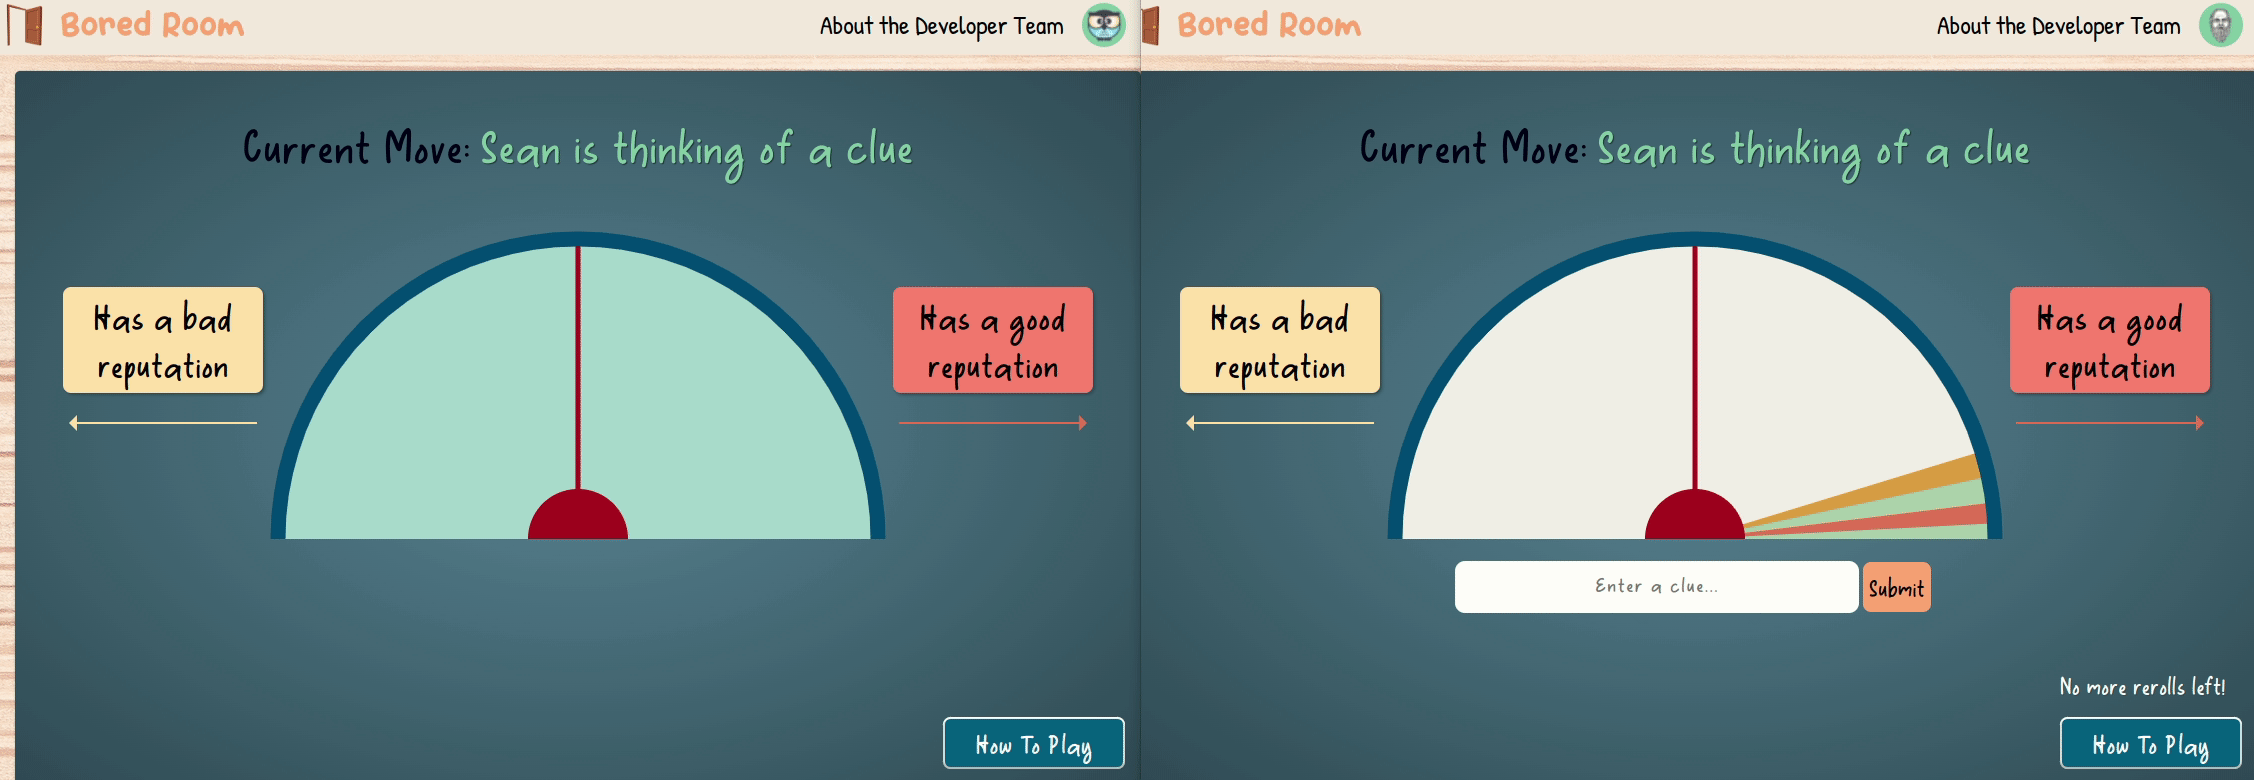 Bored Room
About the Developer Team
Current Move: Sean is thinking of a clue
Has a bad
reputation
Has a good
reputation
How To Play
Bored Room
About the Developer Team
Current Move: Sean is thinking of a clue
Has a bad
reputation
Has a good
reputation
Enter a clue...
Submit
No more rerolls left!
How To Play